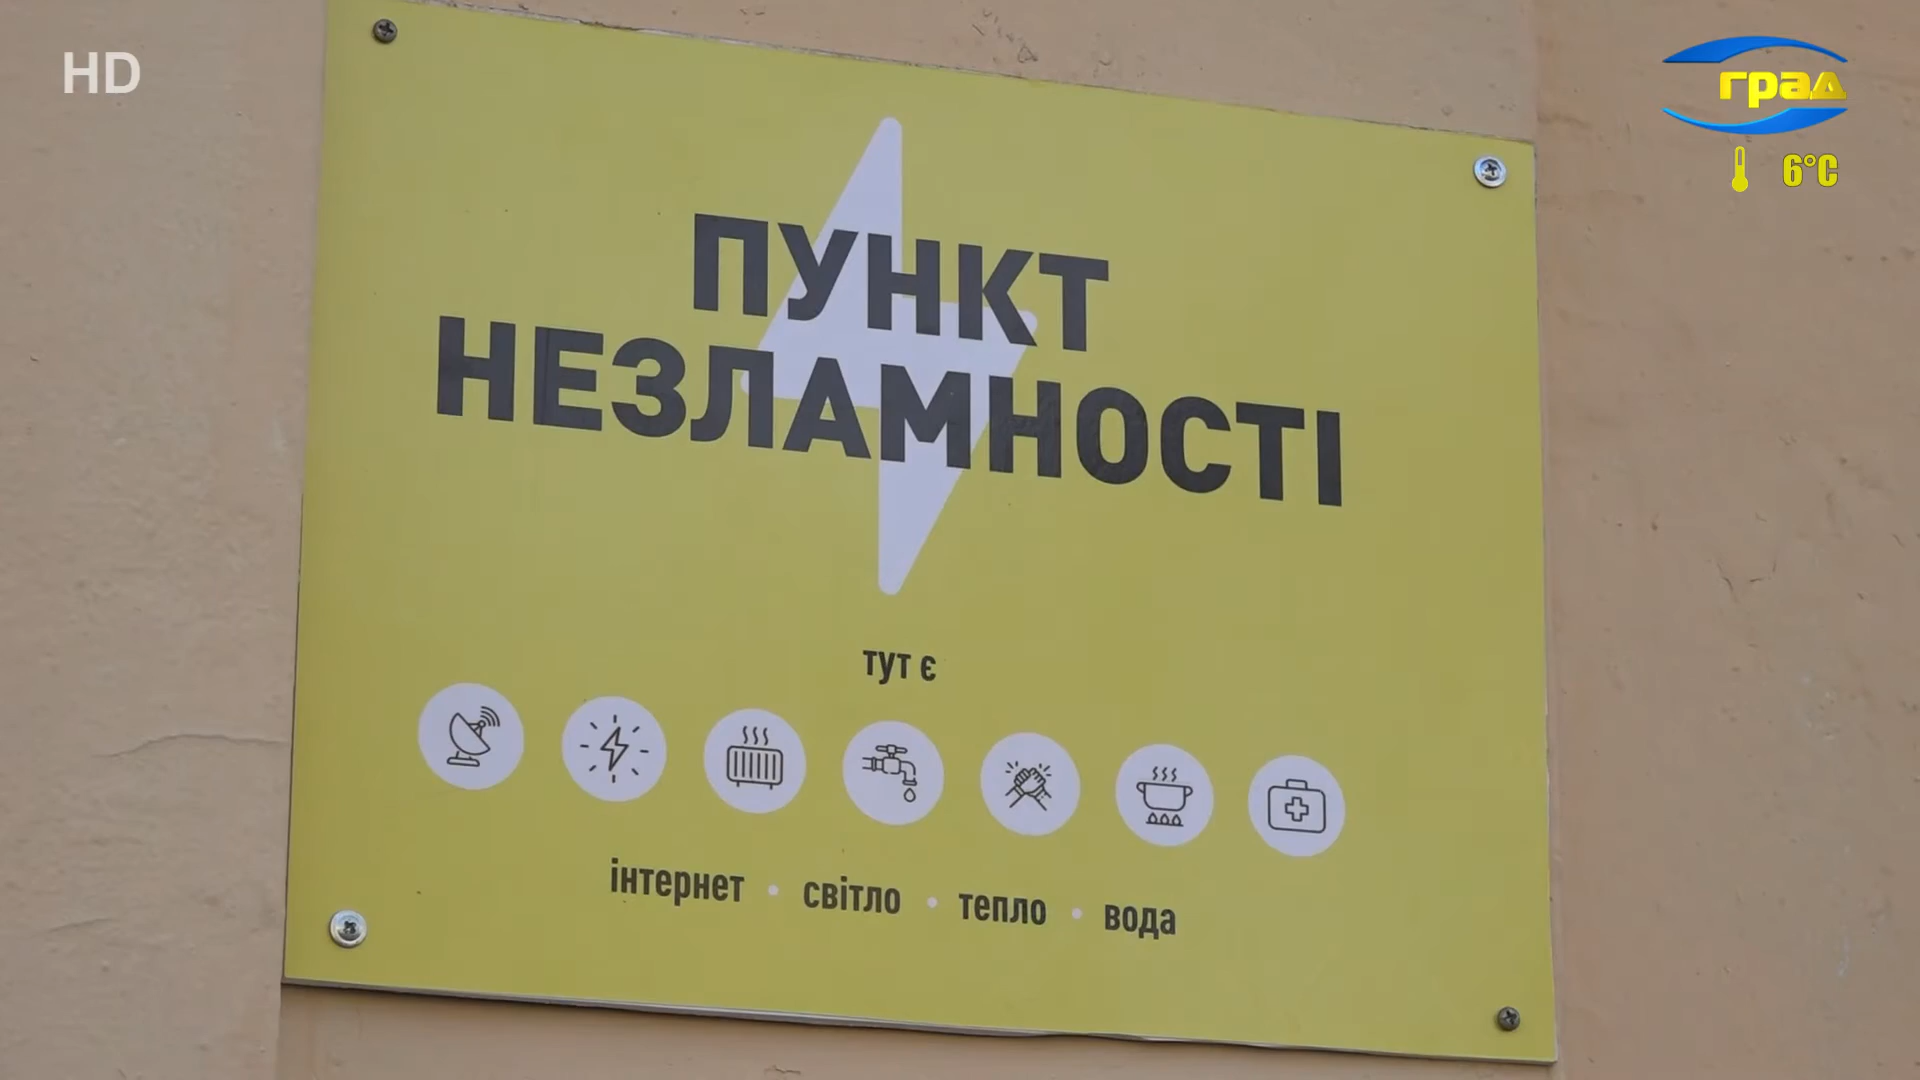 HD
град
6°C
ПУНКТ
НЕЗЛАМНОСТІ
тут є
інтернет • світло • тепло • вода